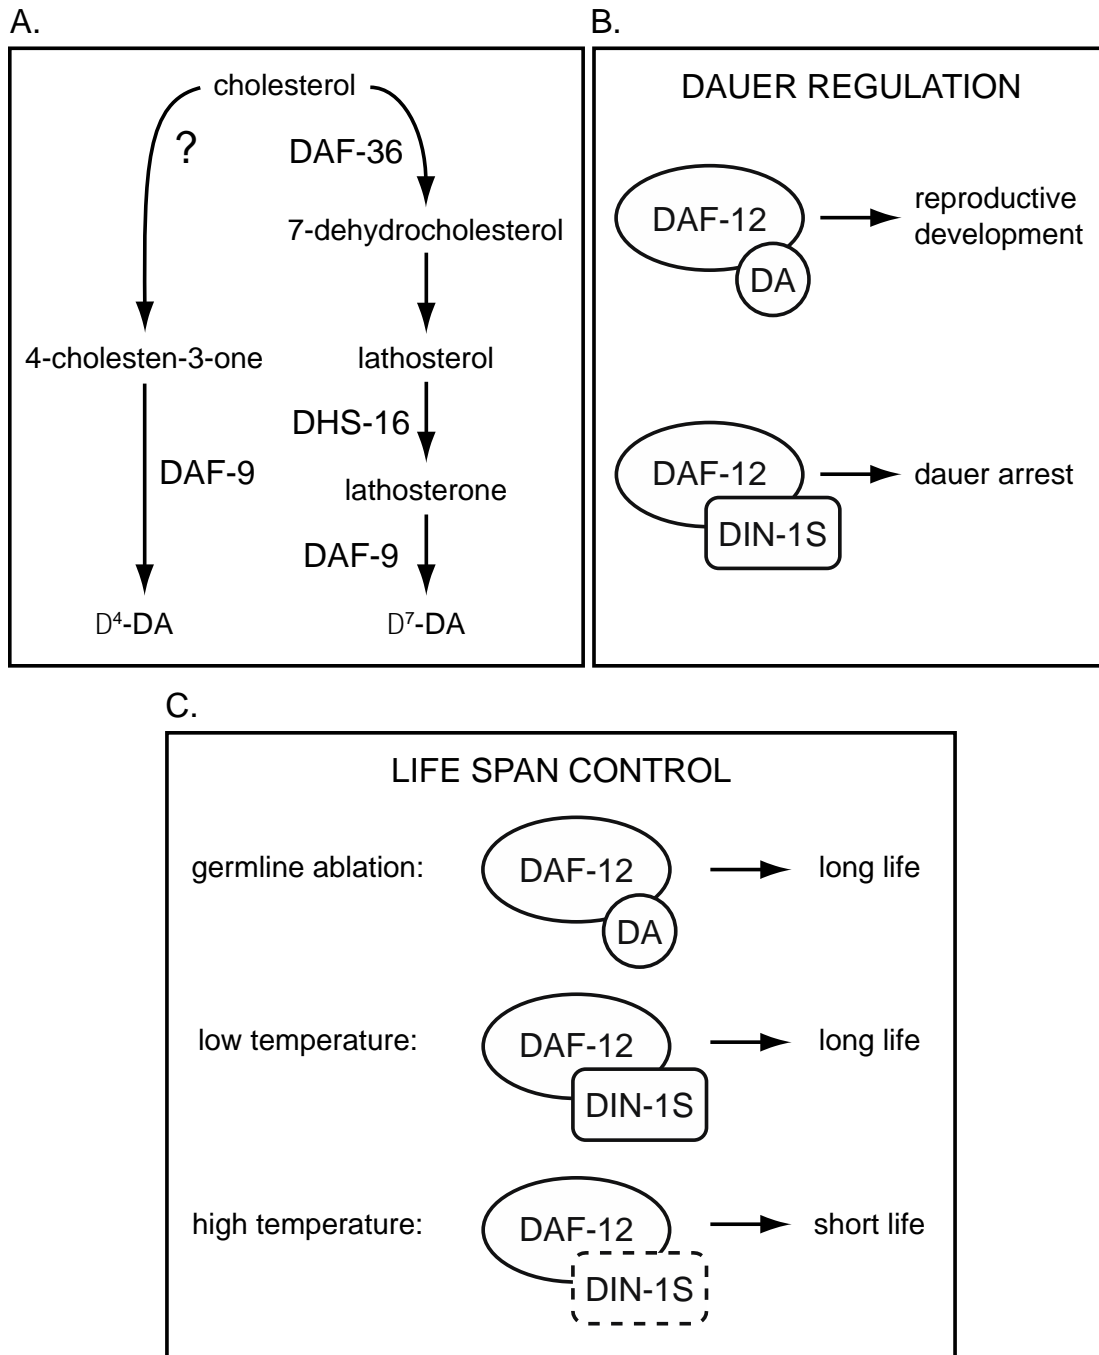 A.
cholesterol
?
DAF-36
7-dehydrocholesterol
4-cholesten-3-one
lathosterol
DHS-16
DAF-9
lathosterone
DAF-9
D⁴-DA
D⁷-DA
B.
DAUER REGULATION
DAF-12
DA
reproductive
development
DAF-12
DIN-1S
dauer arrest
C.
LIFE SPAN CONTROL
germline ablation:
DAF-12
DA
long life
low temperature:
DAF-12
DIN-1S
long life
high temperature:
DAF-12
DIN-1S
short life